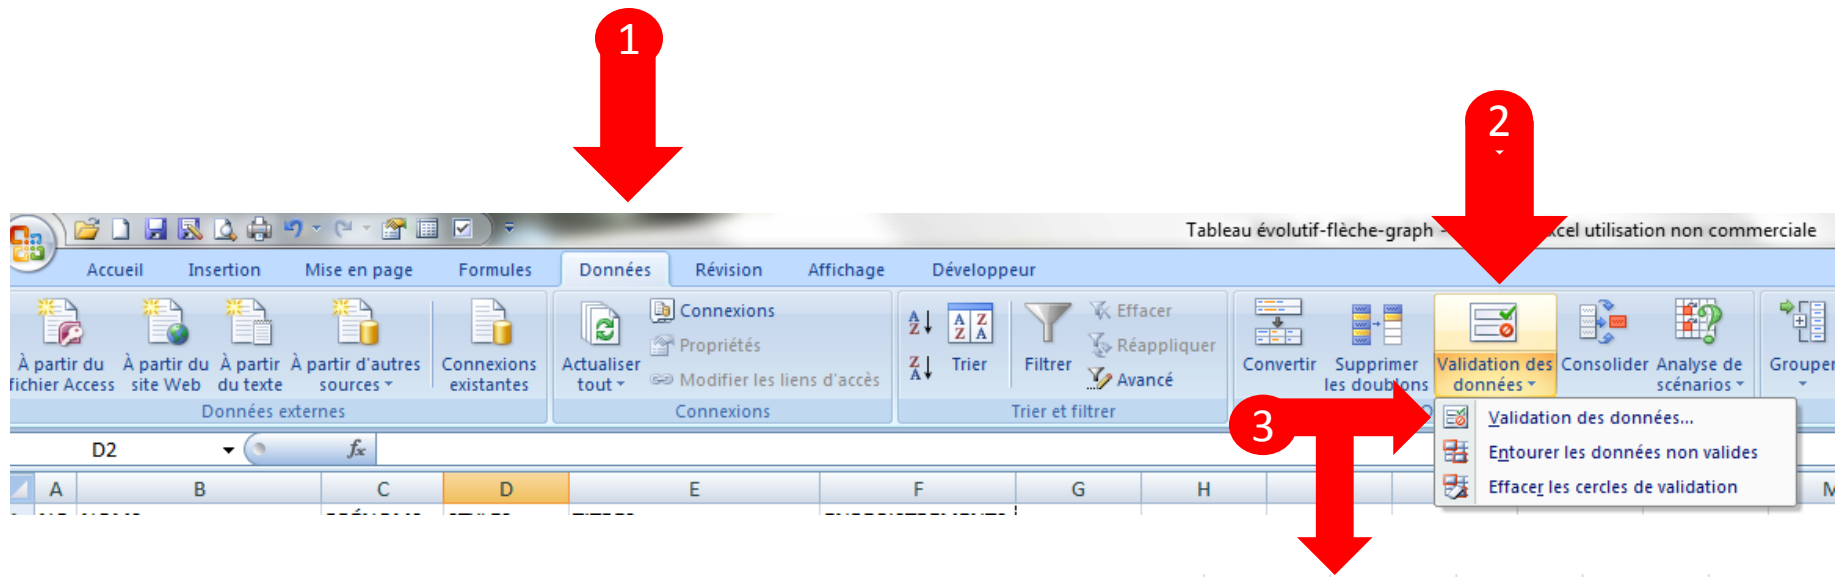 1
2
Tableau évolutif-flèche-graph - xcel utilisation non commerciale
Accueil Insertion Mise en page Formules Données Révision Affichage Développeur
À partir du
fichier Access
À partir du
site Web
À partir
du texte
À partir d'autres
sources
Connexions
existantes
Données externes
Actualiser
tout
Connexions
Propriétés
Modifier les liens d'accès
Connexions
Trier
Filtrer
Effacer
Réappliquer
Avancé
Trier et filtrer
Convertir
Supprimer
les doublons
Validation des
données
Consolider
Analyse de
scénarios
Grouper
3
Validation des données...
Entourer les données non valides
Effacer les cercles de validation
D2 fx
A B C D E F G H